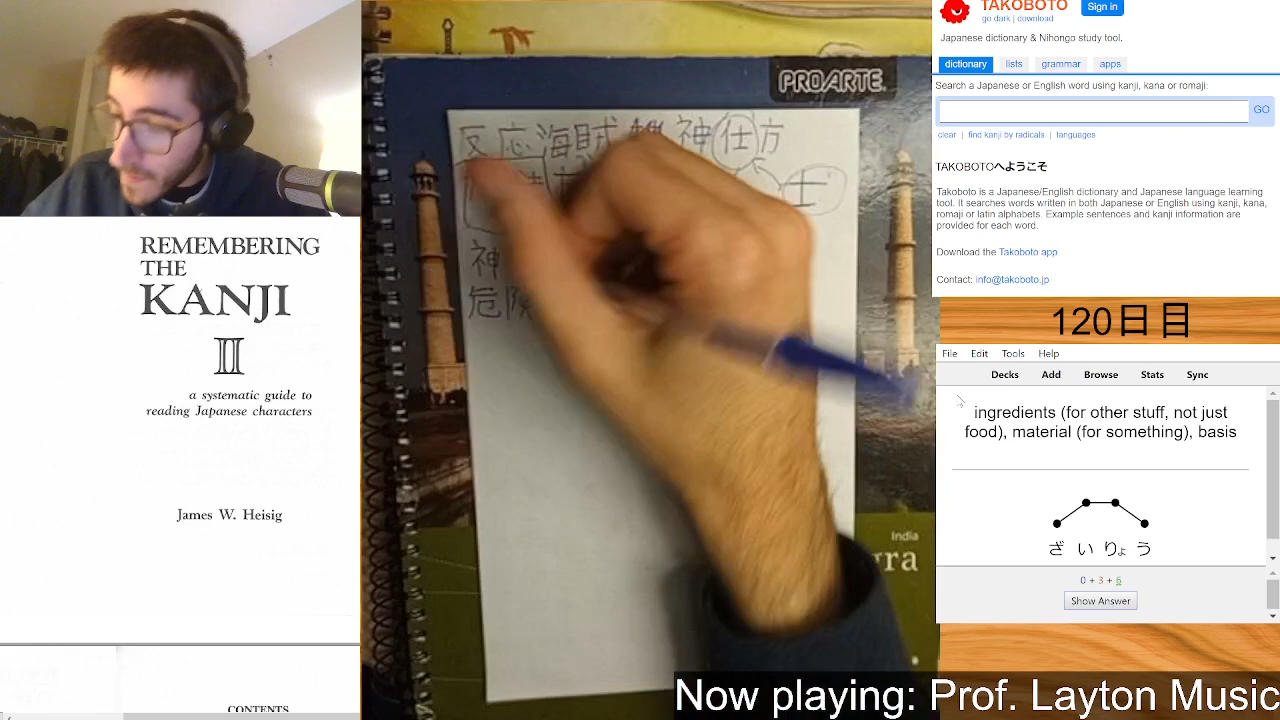 REMEMBERING
THE
KANJI
II
a systematic guide to
reading Japanese characters
James W. Heisig
CONTENTS
PROARTE
反応海賊 神仕方
士
神
危険
India
gra
TAKOBOTO
Sign in
go dark | download
Japanese dictionary & Nihongo study tool.
dictionary lists grammar apps
Search a Japanese or English word using kanji, kana or romaji:
GO
clear | find kanji by radicals | languages
TAKOBOTOへようこそ
Takoboto is a Japanese/English dictionary and Japanese language learning
tool. It searches words written in both Japanese or English using kanji, kana,
romaji or latin alphabets. Example sentences and kanji information are
provided for each word.
Download the Takoboto app
Contact: info@takoboto.jp
120日目
File Edit Tools Help
Decks Add Browse Stats Sync
ingredients (for other stuff, not just
food), material (for something), basis
ざいりょう
0 + 3 + 6
Show Answer
Now playing: Prof. Layton Music